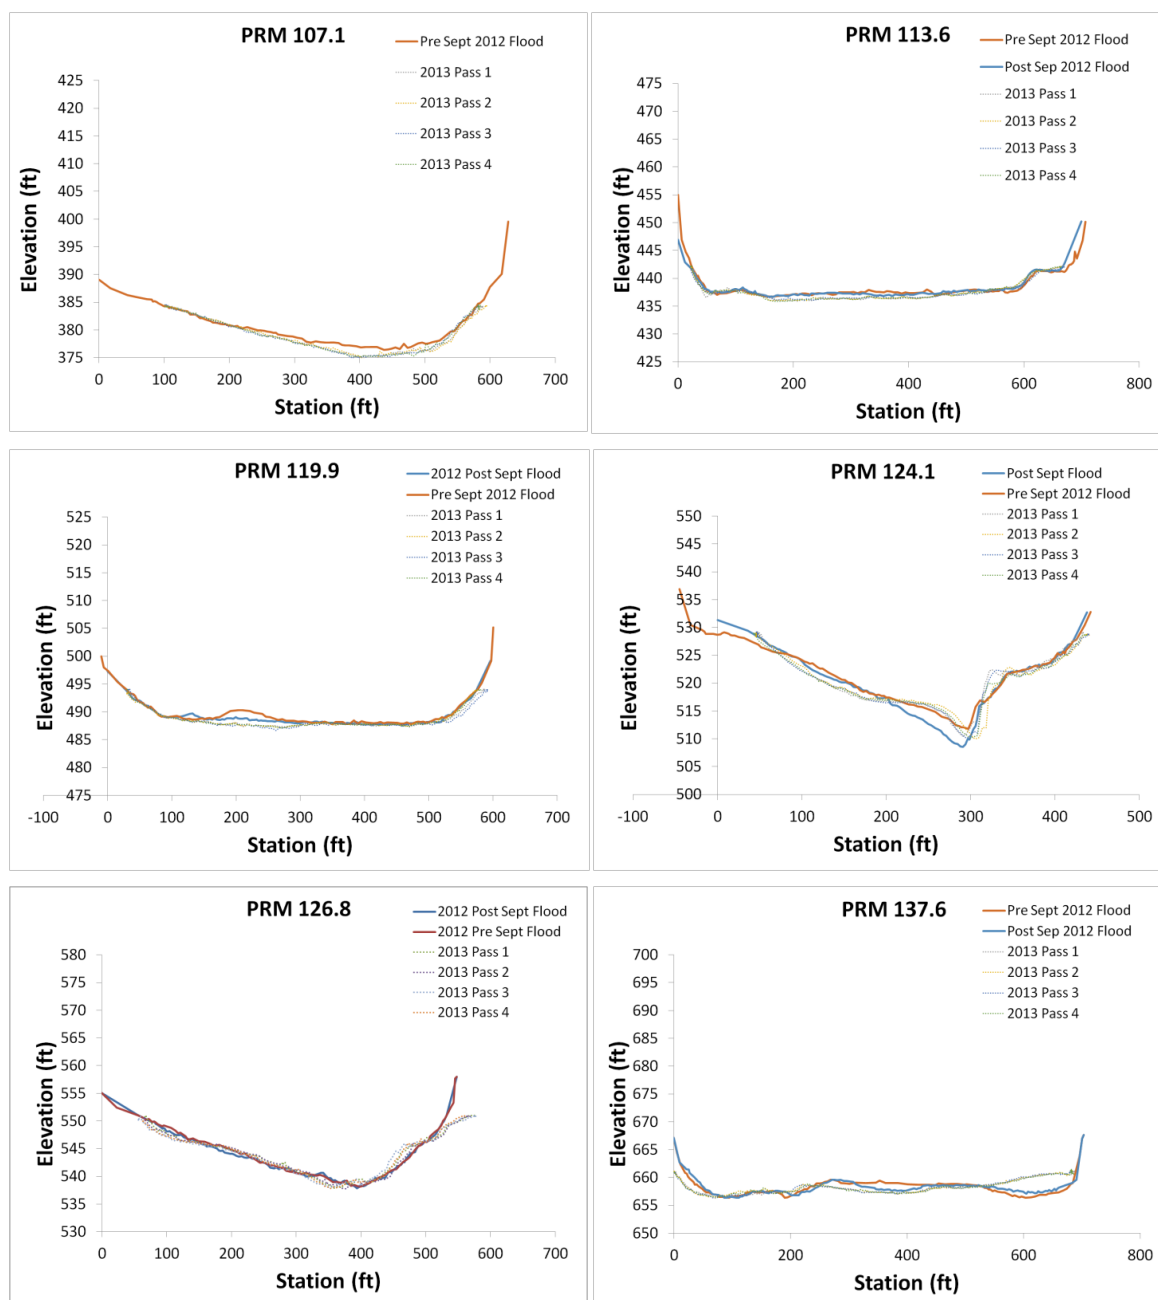 PRM 107.1
Pre Sept 2012 Flood
2013 Pass 1
2013 Pass 2
2013 Pass 3
2013 Pass 4
Elevation (ft)
425
420
415
410
405
400
395
390
385
380
375
0 100 200 300 400 500 600 700
Station (ft)
PRM 113.6
Pre Sept 2012 Flood
Post Sep 2012 Flood
2013 Pass 1
2013 Pass 2
2013 Pass 3
2013 Pass 4
Elevation (ft)
475
470
465
460
455
450
445
440
435
430
425
0 200 400 600 800
Station (ft)
PRM 119.9
2012 Post Sept Flood
Pre Sept 2012 Flood
2013 Pass 1
2013 Pass 2
2013 Pass 3
2013 Pass 4
Elevation (ft)
525
520
515
510
505
500
495
490
485
480
475
-100 0 100 200 300 400 500 600 700
Station (ft)
PRM 124.1
Post Sept Flood
Pre Sept 2012 Flood
2013 Pass 1
2013 Pass 2
2013 Pass 3
2013 Pass 4
Elevation (ft)
550
545
540
535
530
525
520
515
510
505
500
-100 0 100 200 300 400 500
Station (ft)
PRM 126.8
2012 Post Sept Flood
2012 Pre Sept Flood
2013 Pass 1
2013 Pass 2
2013 Pass 3
2013 Pass 4
Elevation (ft)
580
575
570
565
560
555
550
545
540
535
530
0 100 200 300 400 500 600 700
Station (ft)
PRM 137.6
Pre Sept 2012 Flood
Post Sep 2012 Flood
2013 Pass 1
2013 Pass 2
2013 Pass 3
2013 Pass 4
Elevation (ft)
700
695
690
685
680
675
670
665
660
655
650
0 200 400 600 800
Station (ft)